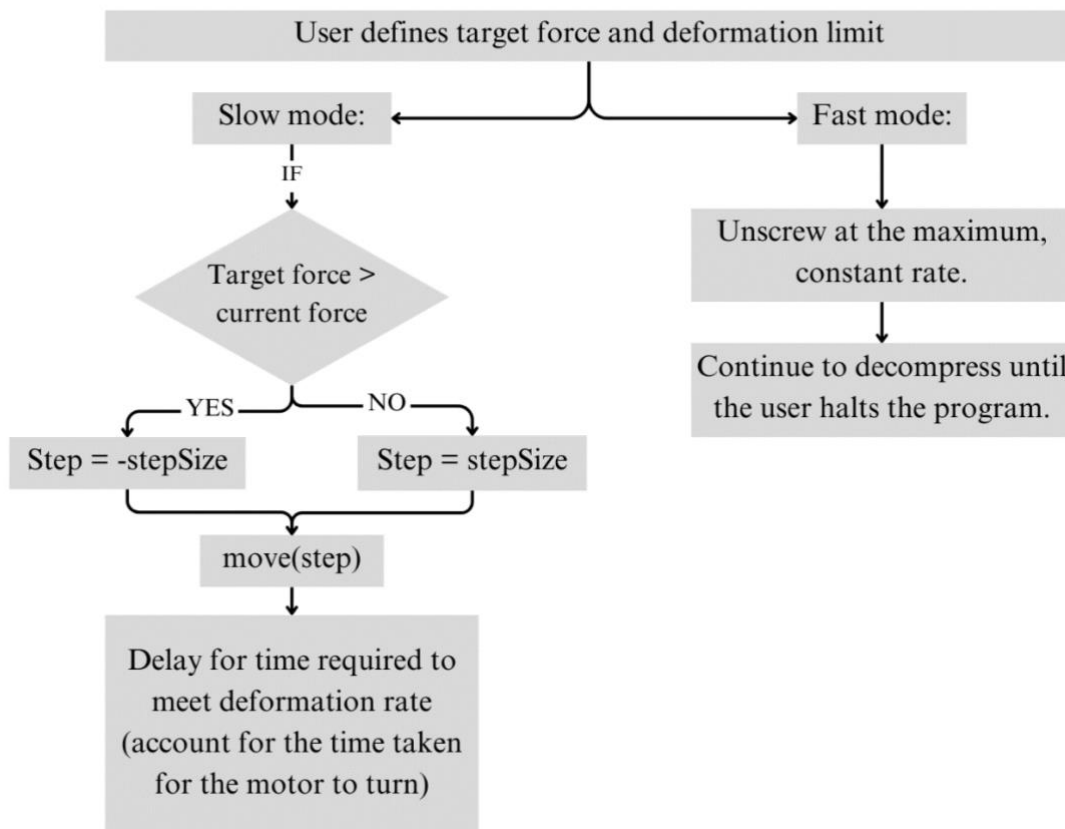 User defines target force and deformation limit
Slow mode:
Fast mode:
IF
Target force >
current force
Unscrew at the maximum,
constant rate.
Continue to decompress until
the user halts the program.
YES
NO
Step = -stepSize
Step = stepSize
move(step)
Delay for time required to
meet deformation rate
(account for the time taken
for the motor to turn)